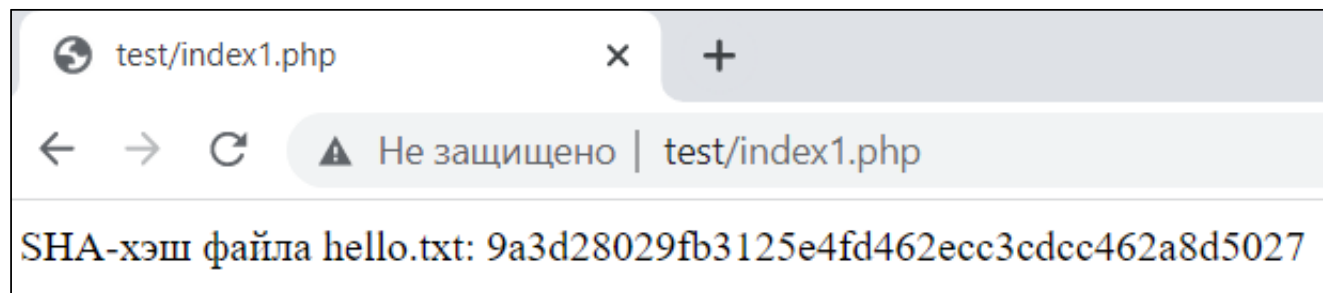 test/index1.php
Не защищено | test/index1.php
SHA-хэш файла hello.txt: 9a3d28029fb3125e4fd462ecc3cdcc462a8d5027